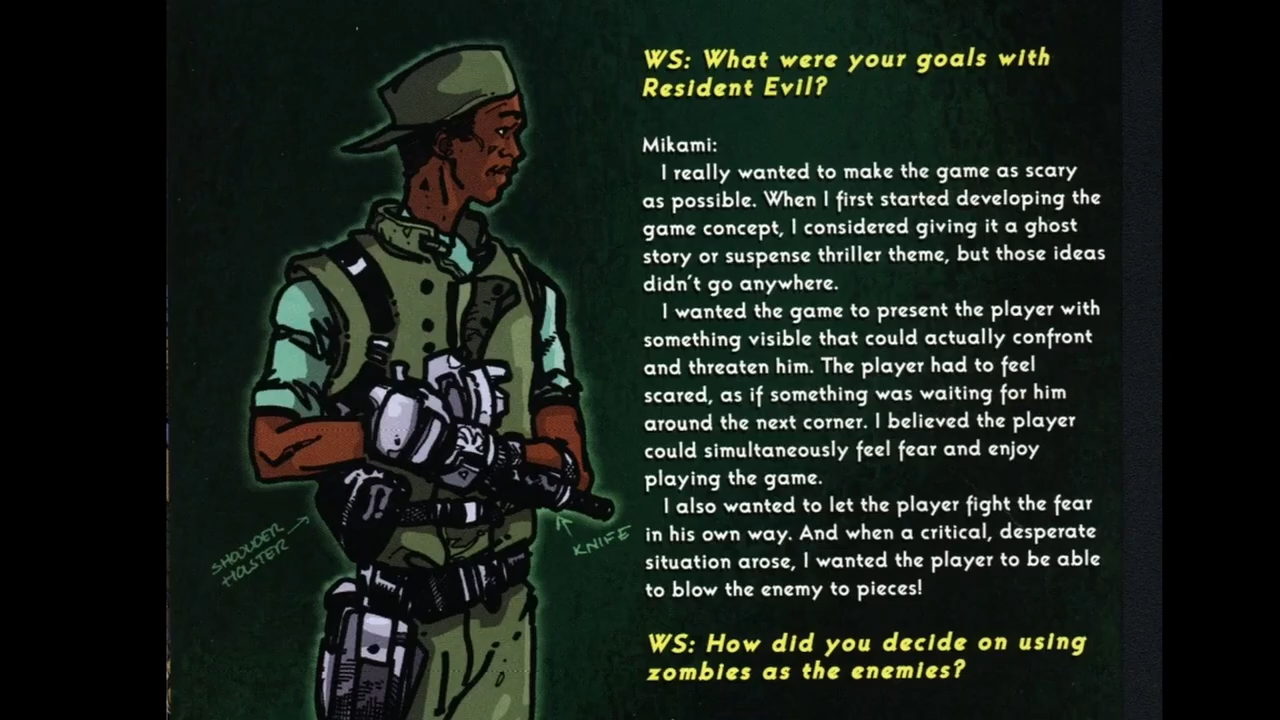 WS: What were your goals with
Resident Evil?
Mikami:
I really wanted to make the game as scary
as possible. When I first started developing the
game concept, I considered giving it a ghost
story or suspense thriller theme, but those ideas
didn't go anywhere.
I wanted the game to present the player with
something visible that could actually confront
and threaten him. The player had to feel
scared, as if something was waiting for him
around the next corner. I believed the player
could simultaneously feel fear and enjoy
playing the game.
I also wanted to let the player fight the fear
in his own way. And when a critical, desperate
situation arose, I wanted the player to be able
to blow the enemy to pieces!
WS: How did you decide on using
zombies as the enemies?
SHOUUDER
HOLSTER
KNIFE